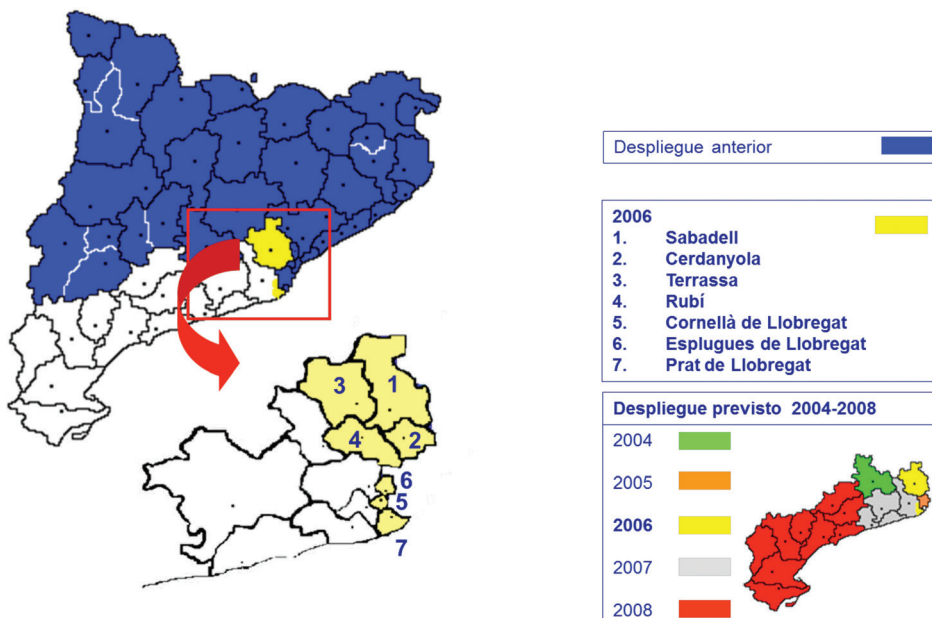 Despliegue anterior
2006
1. Sabadell
2. Cerdanyola
3. Terrassa
4. Rubí
5. Cornellà de Llobregat
6. Esplugues de Llobregat
7. Prat de Llobregat
3
1
4
2
6
5
7
Despliegue previsto 2004-2008
2004
2005
2006
2007
2008